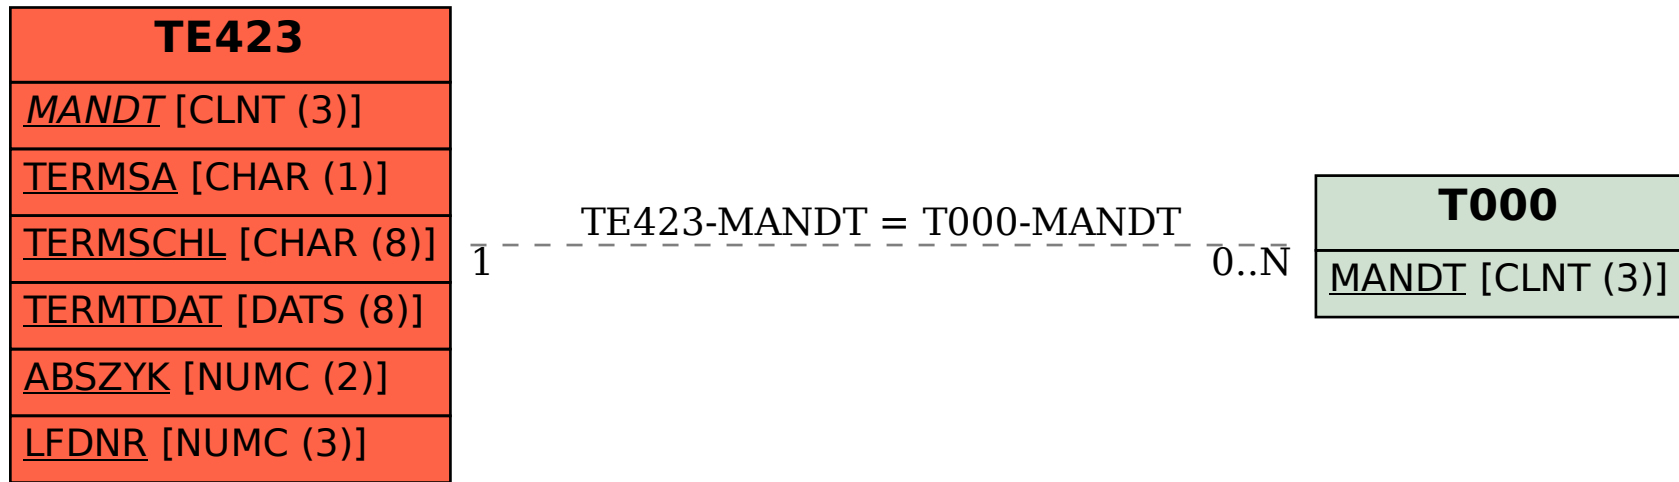 TE423
MANDT [CLNT (3)]
TERMSA [CHAR (1)]
TERMSCHL [CHAR (8)]
TERMTDAT [DATS (8)]
ABSZYK [NUMC (2)]
LFDNR [NUMC (3)]
TE423-MANDT = T000-MANDT
1
0..N
T000
MANDT [CLNT (3)]